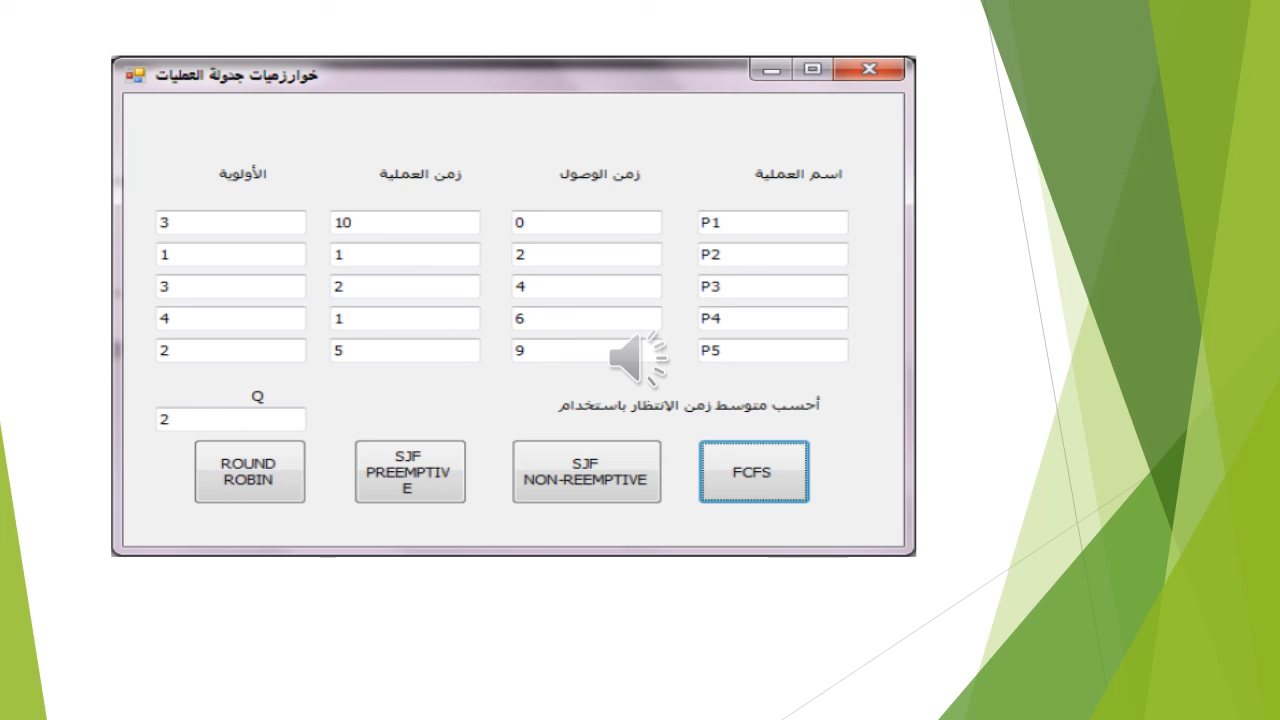 خوارزميات جدولة العمليات
اسم العملية زمن الوصول زمن العملية الأولوية
P1 0 10 3
P2 2 1 1
P3 4 2 3
P4 6 1 4
P5 9 5 2
Q
أحسب متوسط زمن الانتظار باستخدام
2
FCFS
SJF
NON-REEMPTIVE
SJF
PREEMPTIV
E
ROUND
ROBIN